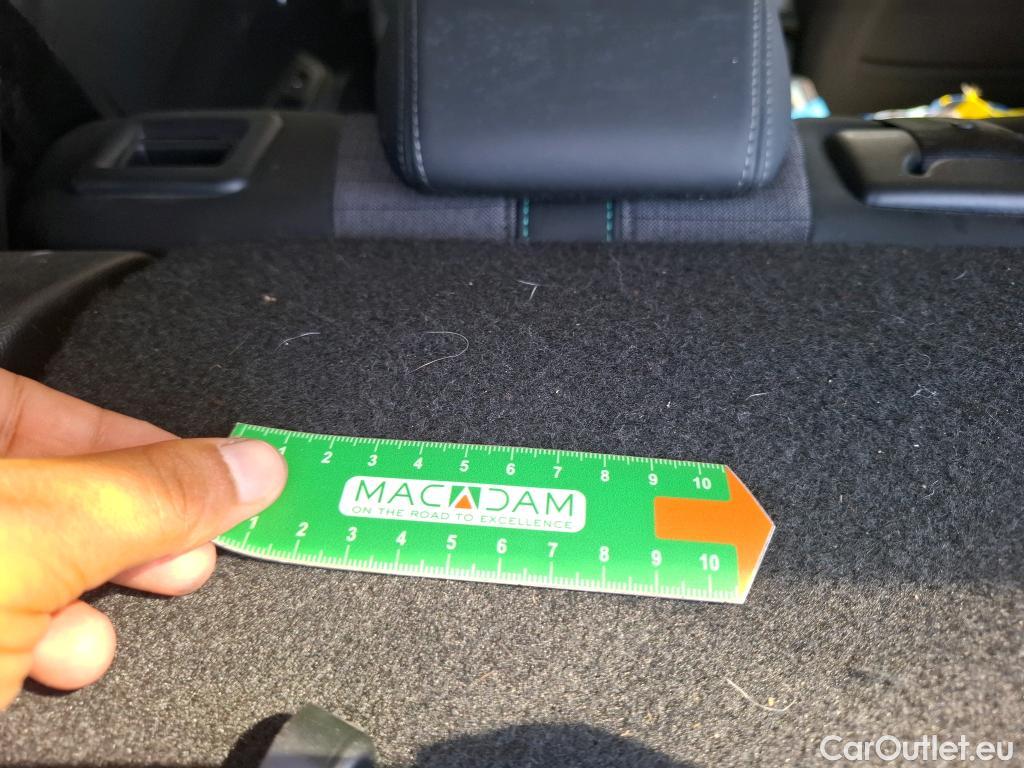 1 2 3 4 5 6 7 8 9 10
MACADAM
ON THE ROAD TO EXCELLENCE
1 2 3 4 5 6 7 8 9 10
CarOutlet.eu